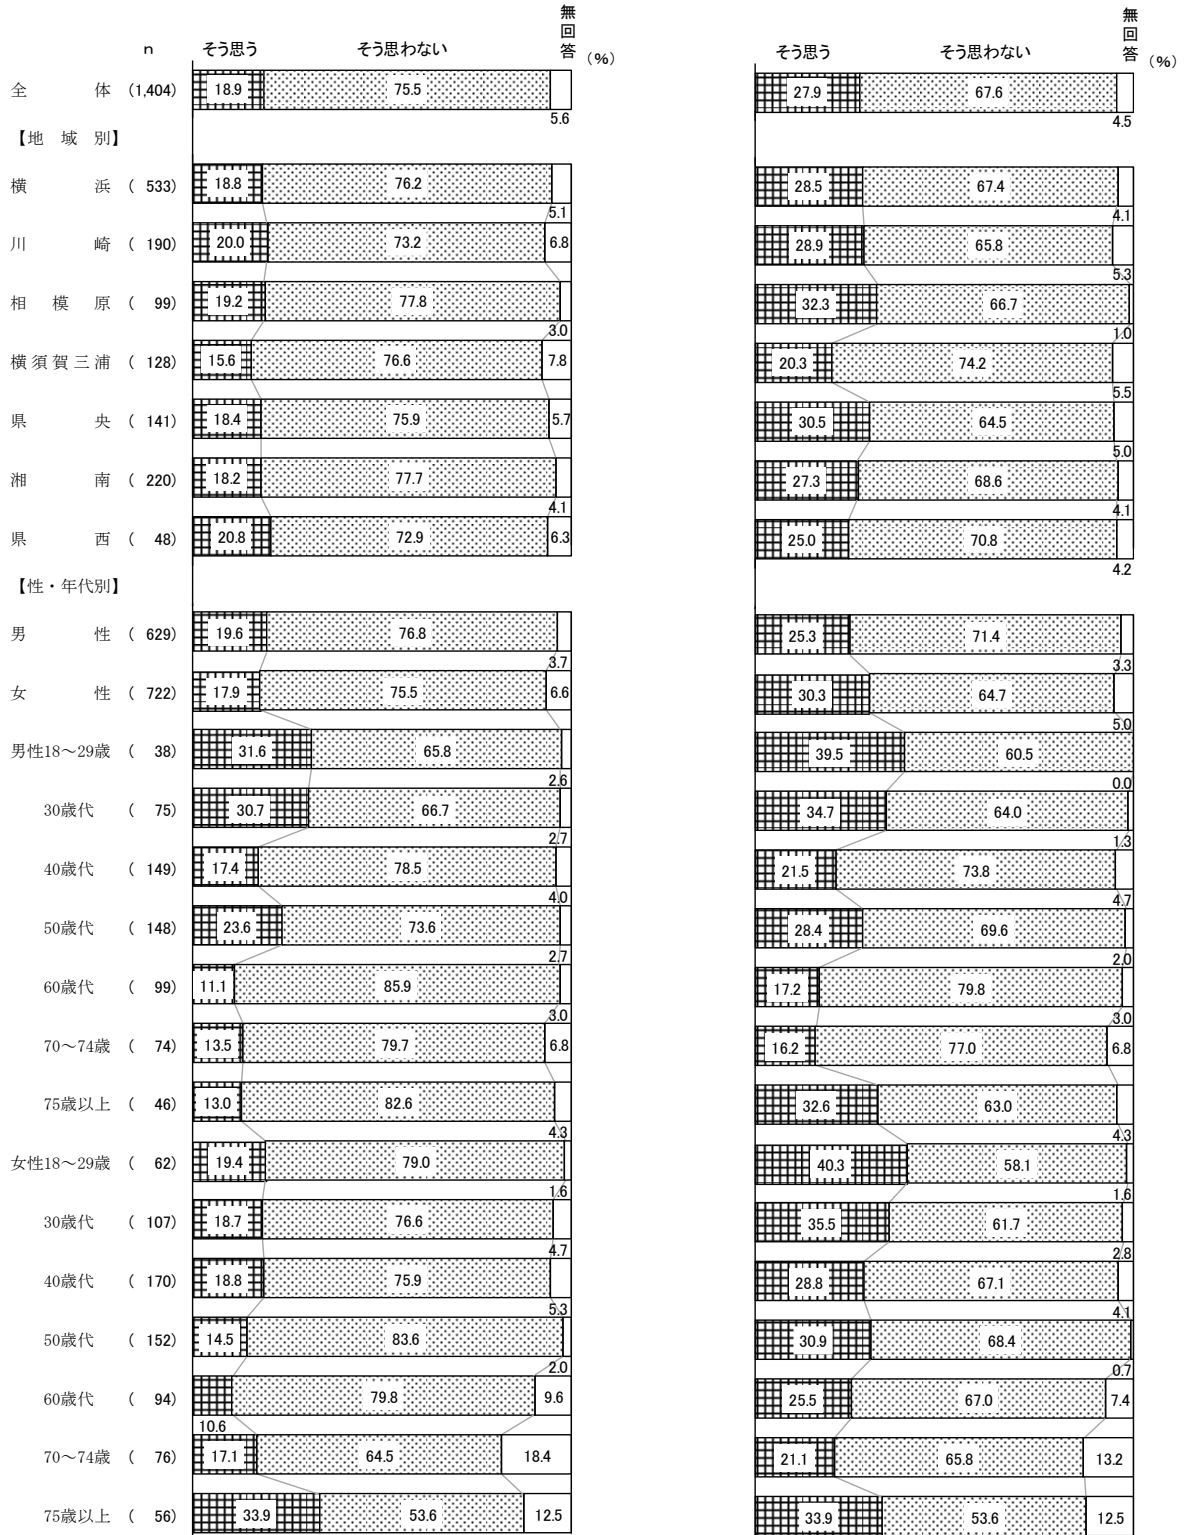 n そう思う そう思わない 無回答 (%) そう思う そう思わない 無回答 (%)
全体 (1,404) 18.9 75.5 5.6 27.9 67.6 4.5
【地域別】
横浜 ( 533) 18.8 76.2 5.1 28.5 67.4 4.1
川崎 ( 190) 20.0 73.2 6.8 28.9 65.8 5.3
相模原 ( 99) 19.2 77.8 3.0 32.3 66.7 1.0
横須賀三浦 ( 128) 15.6 76.6 7.8 20.3 74.2 5.5
県央 ( 141) 18.4 75.9 5.7 30.5 64.5 5.0
湘南 ( 220) 18.2 77.7 4.1 27.3 68.6 4.1
県西 ( 48) 20.8 72.9 6.3 25.0 70.8 4.2
【性・年代別】
男性 ( 629) 19.6 76.8 3.7 25.3 71.4 3.3
女性 ( 722) 17.9 75.5 6.6 30.3 64.7 5.0
男性18～29歳 ( 38) 31.6 65.8 2.6 39.5 60.5 0.0
30歳代 ( 75) 30.7 66.7 2.7 34.7 64.0 1.3
40歳代 ( 149) 17.4 78.5 4.0 21.5 73.8 4.7
50歳代 ( 148) 23.6 73.6 2.7 28.4 69.6 2.0
60歳代 ( 99) 11.1 85.9 3.0 17.2 79.8 3.0
70～74歳 ( 74) 13.5 79.7 6.8 16.2 77.0 6.8
75歳以上 ( 46) 13.0 82.6 4.3 32.6 63.0 4.3
女性18～29歳 ( 62) 19.4 79.0 1.6 40.3 58.1 1.6
30歳代 ( 107) 18.7 76.6 4.7 35.5 61.7 2.8
40歳代 ( 170) 18.8 75.9 5.3 28.8 67.1 4.1
50歳代 ( 152) 14.5 83.6 2.0 30.9 68.4 0.7
60歳代 ( 94) 10.6 79.8 9.6 25.5 67.0 7.4
70～74歳 ( 76) 17.1 64.5 18.4 21.1 65.8 13.2
75歳以上 ( 56) 33.9 53.6 12.5 33.9 53.6 12.5